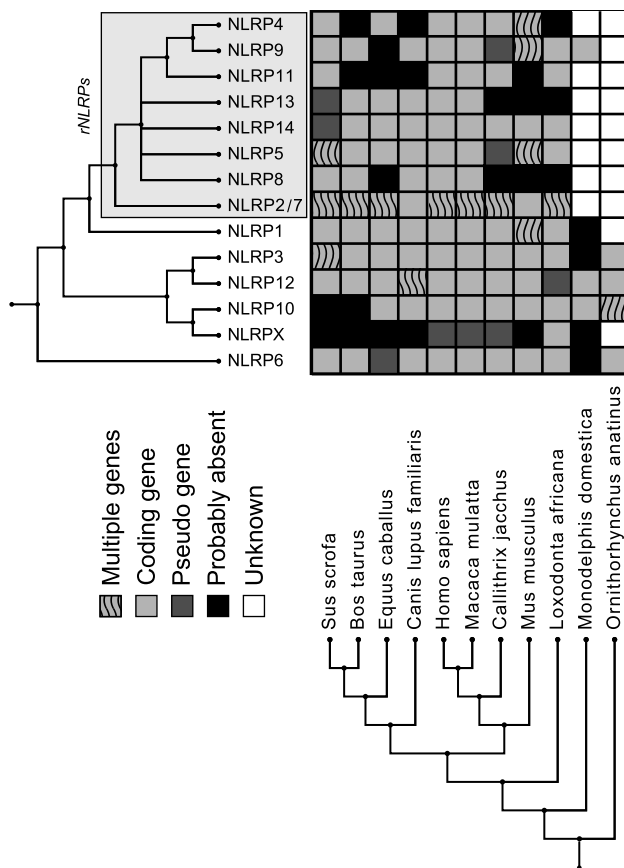 rNLRPs
NLRP4
NLRP9
NLRP11
NLRP13
NLRP14
NLRP5
NLRP8
NLRP2/7
NLRP1
NLRP3
NLRP12
NLRP10
NLRPX
NLRP6
Multiple genes
Coding gene
Pseudo gene
Probably absent
Unknown
Sus scrofa
Bos taurus
Equus caballus
Canis lupus familiaris
Homo sapiens
Macaca mulatta
Callithrix jacchus
Mus musculus
Loxodonta africana
Monodelphis domestica
Ornithorhynchus anatinus